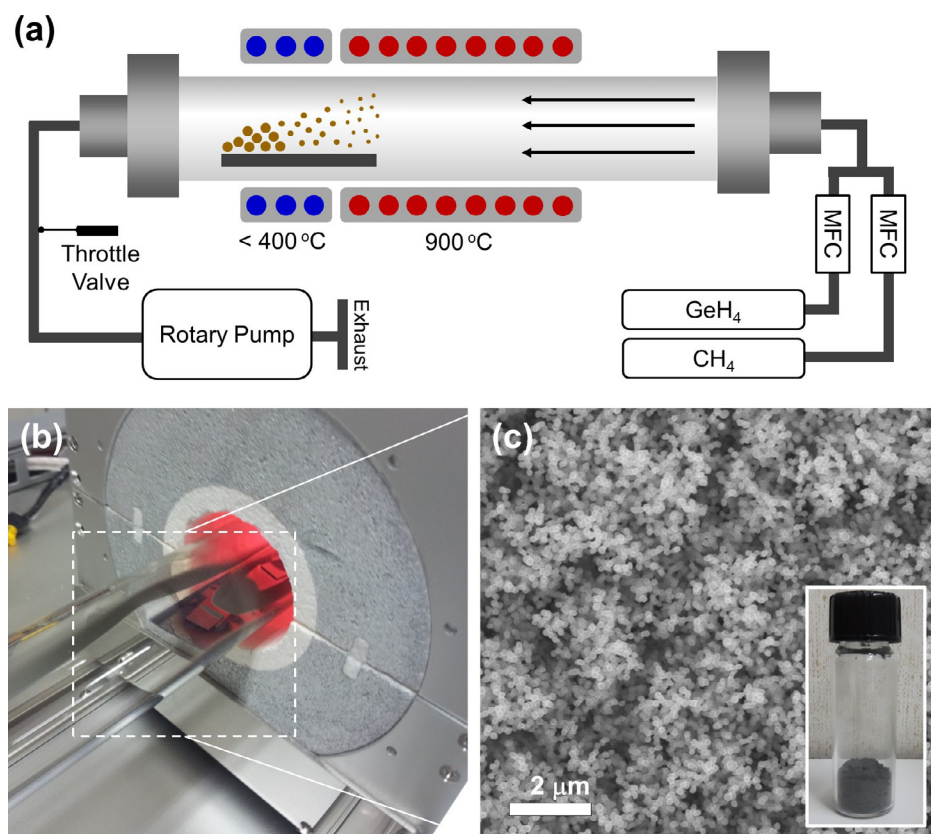 (a)
< 400 °C
900 °C
Throttle
Valve
Rotary Pump
Exhaust
MFC
MFC
GeH₄
CH₄
(b)
(c)
2 μm